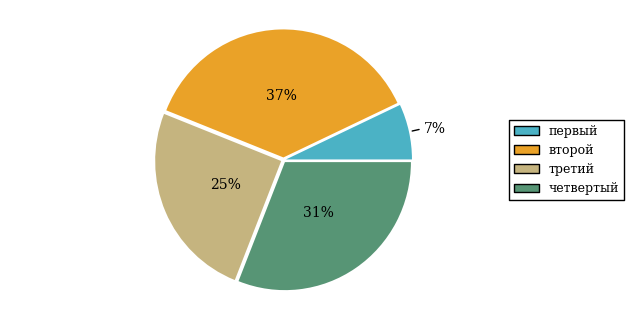 37%
7%
25%
31%
первый
второй
третий
четвертый